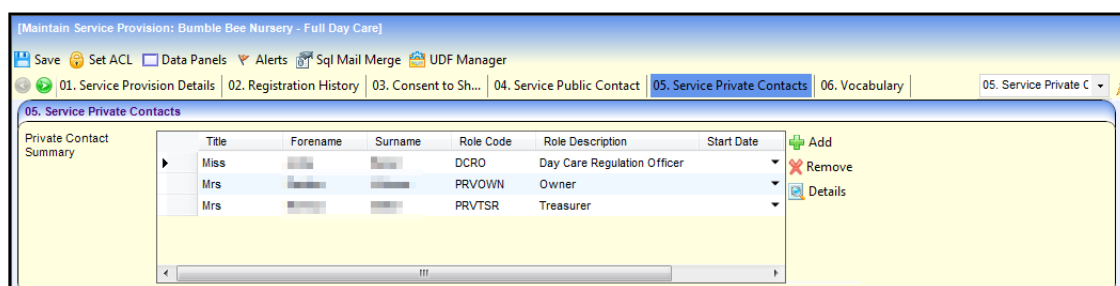 [Maintain Service Provision: Bumble Bee Nursery - Full Day Care]
Save Set ACL Data Panels Alerts Sql Mail Merge UDF Manager
01. Service Provision Details 02. Registration History 03. Consent to Sh... 04. Service Public Contact 05. Service Private Contacts 06. Vocabulary 05. Service Private C
05. Service Private Contacts
Private Contact Summary
Title Forename Surname Role Code Role Description Start Date
Miss DCRO Day Care Regulation Officer
Mrs PRVOWN Owner
Mrs PRVTSR Treasurer
Add
Remove
Details